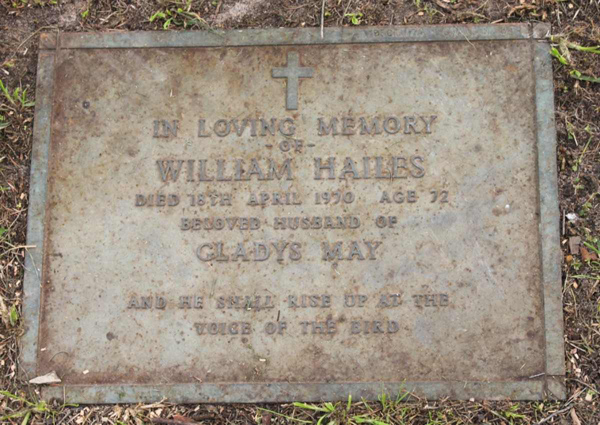 IN LOVING MEMORY
-OF-
WILLIAM HAILES
DIED 18TH APRIL 1970 AGE 72
BELOVED HUSBAND OF
GLADYS MAY
AND HE SHALL RISE UP AT THE
VOICE OF THE BIRD